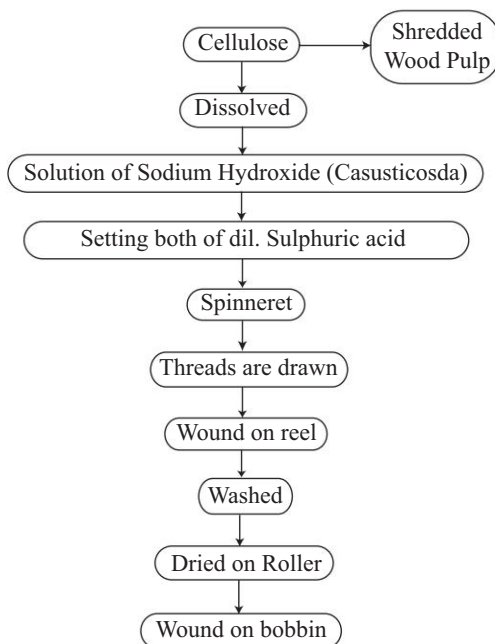 Cellulose
Shredded
Wood Pulp
Dissolved
Solution of Sodium Hydroxide (Casusticosda)
Setting both of dil. Sulphuric acid
Spinneret
Threads are drawn
Wound on reel
Washed
Dried on Roller
Wound on bobbin